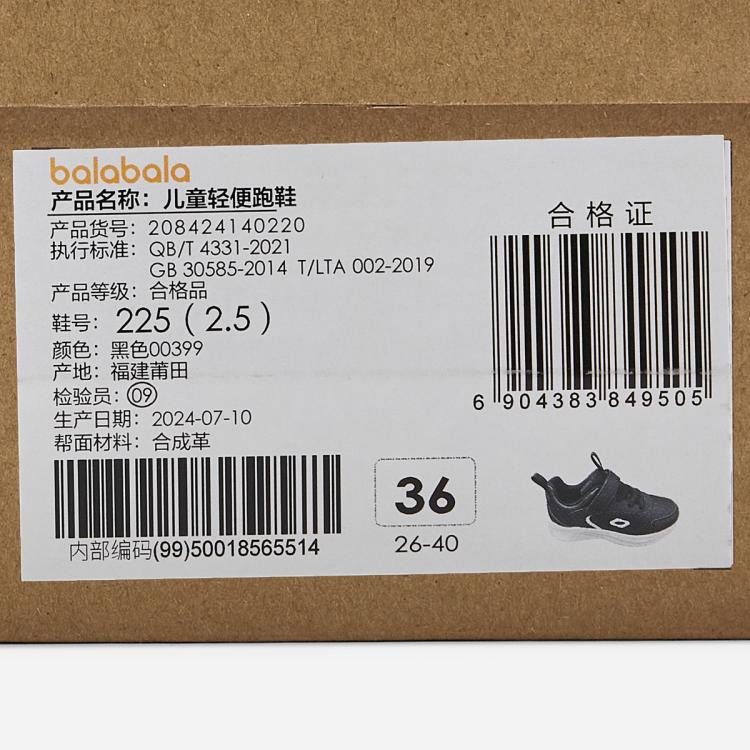 balabala
产品名称：儿童轻便跑鞋
产品货号：208424140220
执行标准：QB/T 4331-2021
GB 30585-2014 T/LTA 002-2019
产品等级：合格品
鞋号：225（2.5）
颜色：黑色00399
产地：福建莆田
检验员：09
生产日期：2024-07-10
帮面材料：合成革
内部编码(99)50018565514
合格证
6 904383 849505
36
26-40